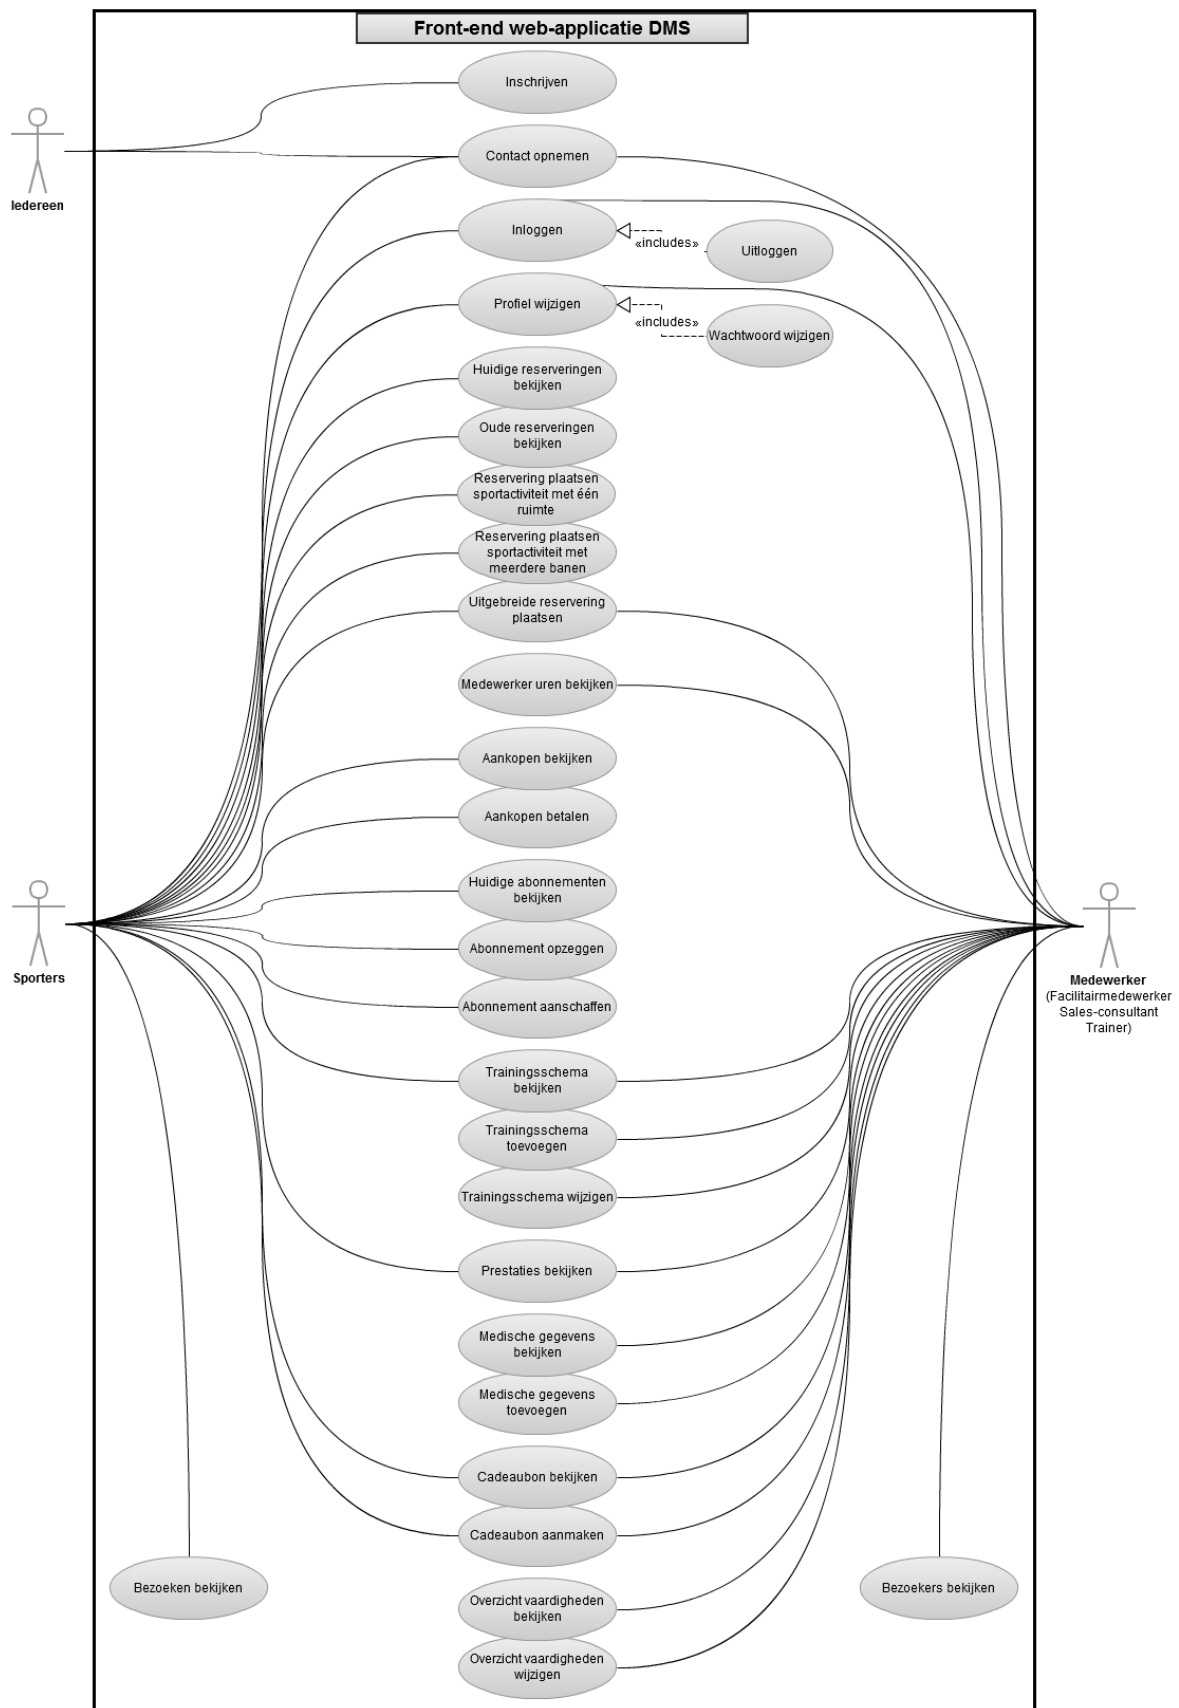 Front-end web-applicatie DMS
Inschrijven
Iedereen
Contact opnemen
Inloggen
«includes»
Uitloggen
Profiel wijzigen
«includes»
Wachtwoord wijzigen
Huidige reserveringen
bekijken
Oude reserveringen
bekijken
Reservering plaatsen
sportactiviteit met één
ruimte
Reservering plaatsen
sportactiviteit met
meerdere banen
Uitgebreide reservering
plaatsen
Medewerker uren bekijken
Aankopen bekijken
Aankopen betalen
Huidige abonnementen
bekijken
Abonnement opzeggen
Sporters
Medewerker
(Facilitairmedewerker
Sales-consultant
Trainer)
Abonnement aanschaffen
Trainingsschema
bekijken
Trainingsschema
toevoegen
Trainingsschema wijzigen
Prestaties bekijken
Medische gegevens
bekijken
Medische gegevens
toevoegen
Cadeaubon bekijken
Cadeaubon aanmaken
Bezoeken bekijken
Bezoekers bekijken
Overzicht vaardigheden
bekijken
Overzicht vaardigheden
wijzigen